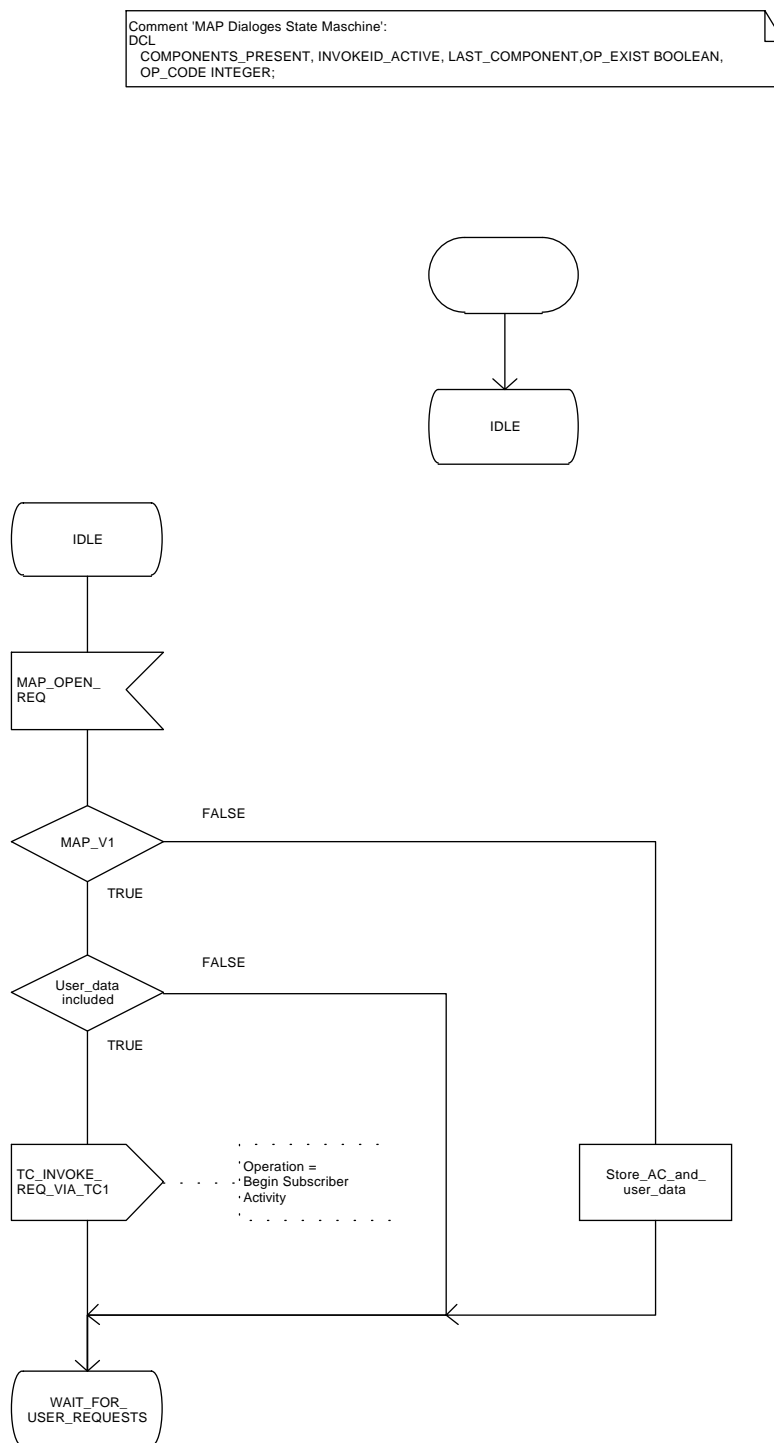 Comment 'MAP Dialoges State Maschine':
DCL
COMPONENTS_PRESENT, INVOKEID_ACTIVE, LAST_COMPONENT,OP_EXIST BOOLEAN,
OP_CODE INTEGER;
IDLE
IDLE
MAP_OPEN_
REQ
FALSE
MAP_V1
TRUE
FALSE
User_data
included
TRUE
TC_INVOKE_
REQ_VIA_TC1
Operation =
Begin Subscriber
Activity
Store_AC_and_
user_data
WAIT_FOR_
USER_REQUESTS